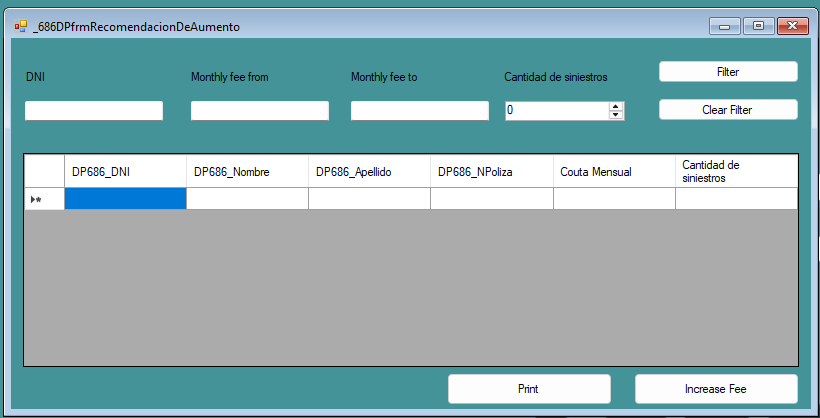 _686DPfrmRecomendacionDeAumento
DNI
Monthly fee from
Monthly fee to
Cantidad de siniestros
Filter
0
Clear Filter
DP686_DNI
DP686_Nombre
DP686_Apellido
DP686_NPoliza
Couta Mensual
Cantidad de
siniestros
Print
Increase Fee